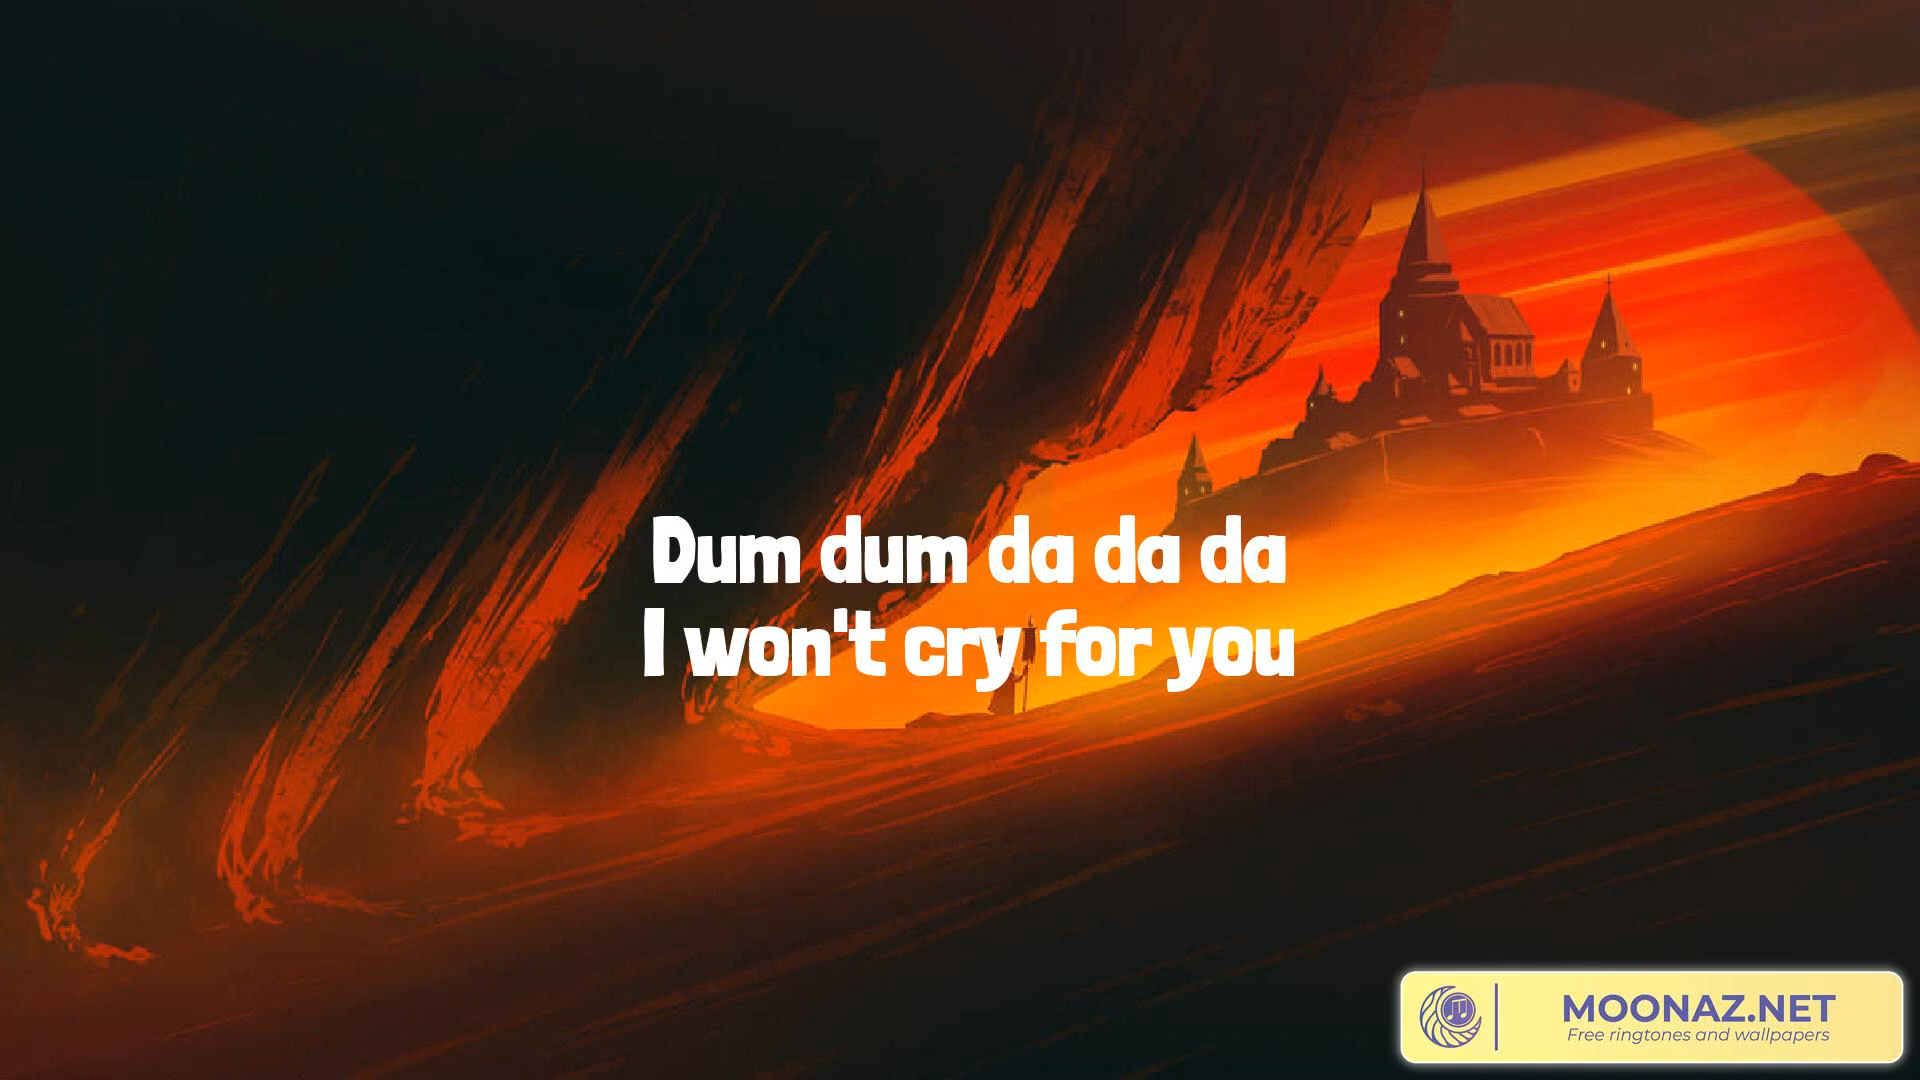 Dum dum da da da
I won't cry for you
MOONAZ.NET
Free ringtones and wallpapers